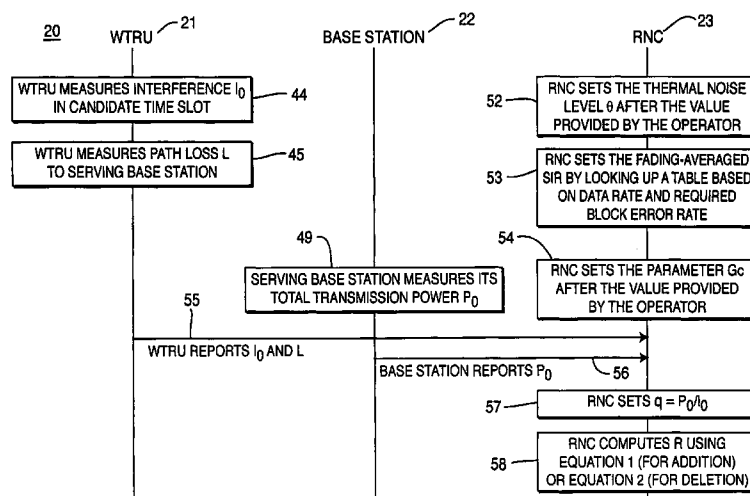 20
WTRU
21
BASE STATION
22
RNC
23
WTRU MEASURES INTERFERENCE I0
IN CANDIDATE TIME SLOT
44
52
RNC SETS THE THERMAL NOISE
LEVEL θ AFTER THE VALUE
PROVIDED BY THE OPERATOR
WTRU MEASURES PATH LOSS L
TO SERVING BASE STATION
45
53
RNC SETS THE FADING-AVERAGED
SIR BY LOOKING UP A TABLE BASED
ON DATA RATE AND REQUIRED
BLOCK ERROR RATE
49
SERVING BASE STATION MEASURES ITS
TOTAL TRANSMISSION POWER P0
54
RNC SETS THE PARAMETER Gc
AFTER THE VALUE PROVIDED
BY THE OPERATOR
55
WTRU REPORTS I0 AND L
BASE STATION REPORTS P0
56
57
RNC SETS q = P0/I0
58
RNC COMPUTES R USING
EQUATION 1 (FOR ADDITION)
OR EQUATION 2 (FOR DELETION)